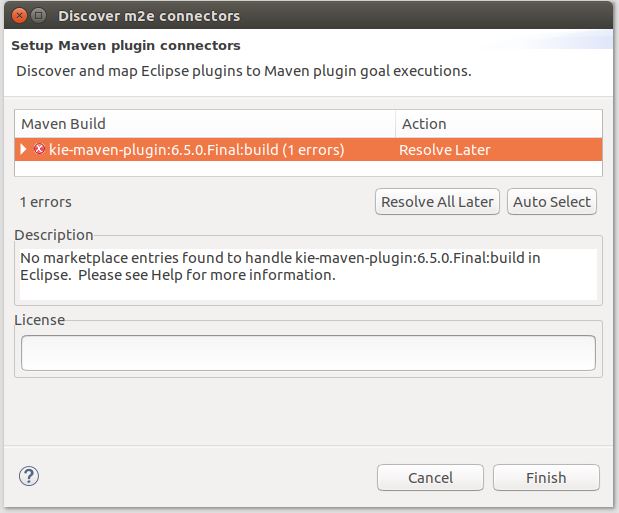 Discover m2e connectors
Setup Maven plugin connectors
Discover and map Eclipse plugins to Maven plugin goal executions.
Maven Build Action
kie-maven-plugin:6.5.0.Final:build (1 errors) Resolve Later
1 errors Resolve All Later Auto Select
Description
No marketplace entries found to handle kie-maven-plugin:6.5.0.Final:build in
Eclipse.  Please see Help for more information.
License
? Cancel Finish